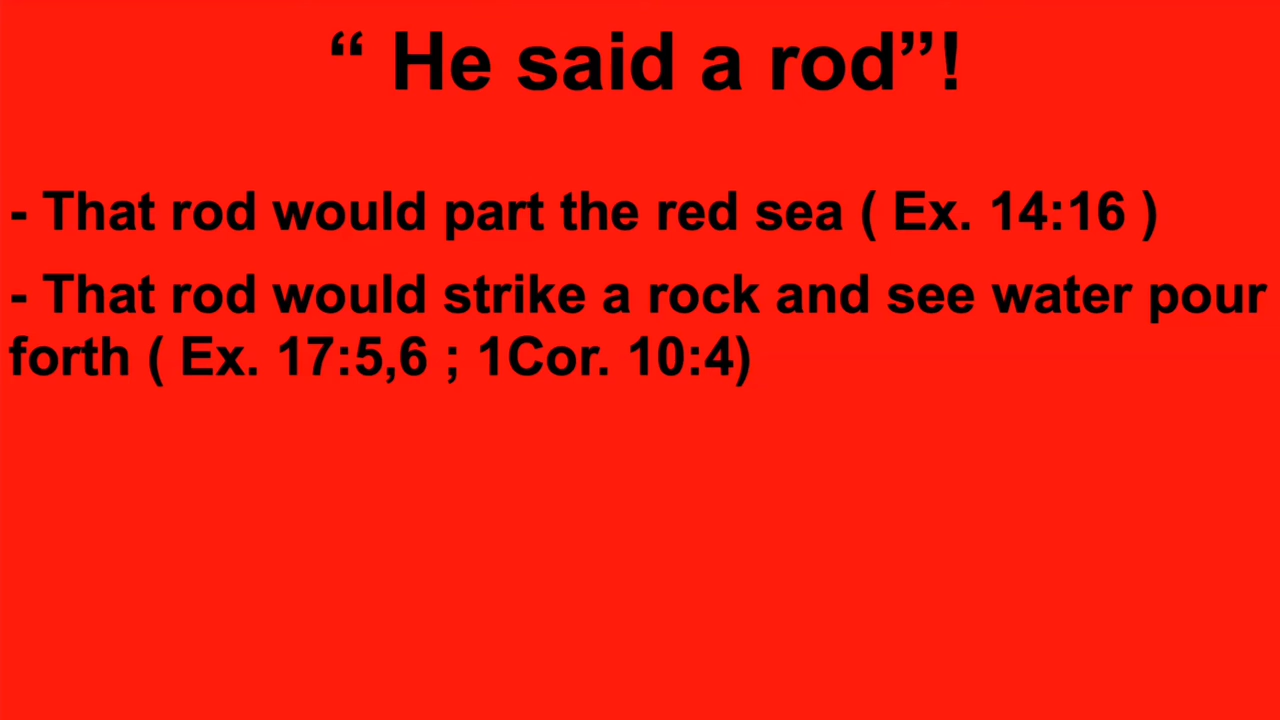 “ He said a rod”!
- That rod would part the red sea ( Ex. 14:16 )
- That rod would strike a rock and see water pour
forth ( Ex. 17:5,6 ; 1Cor. 10:4)